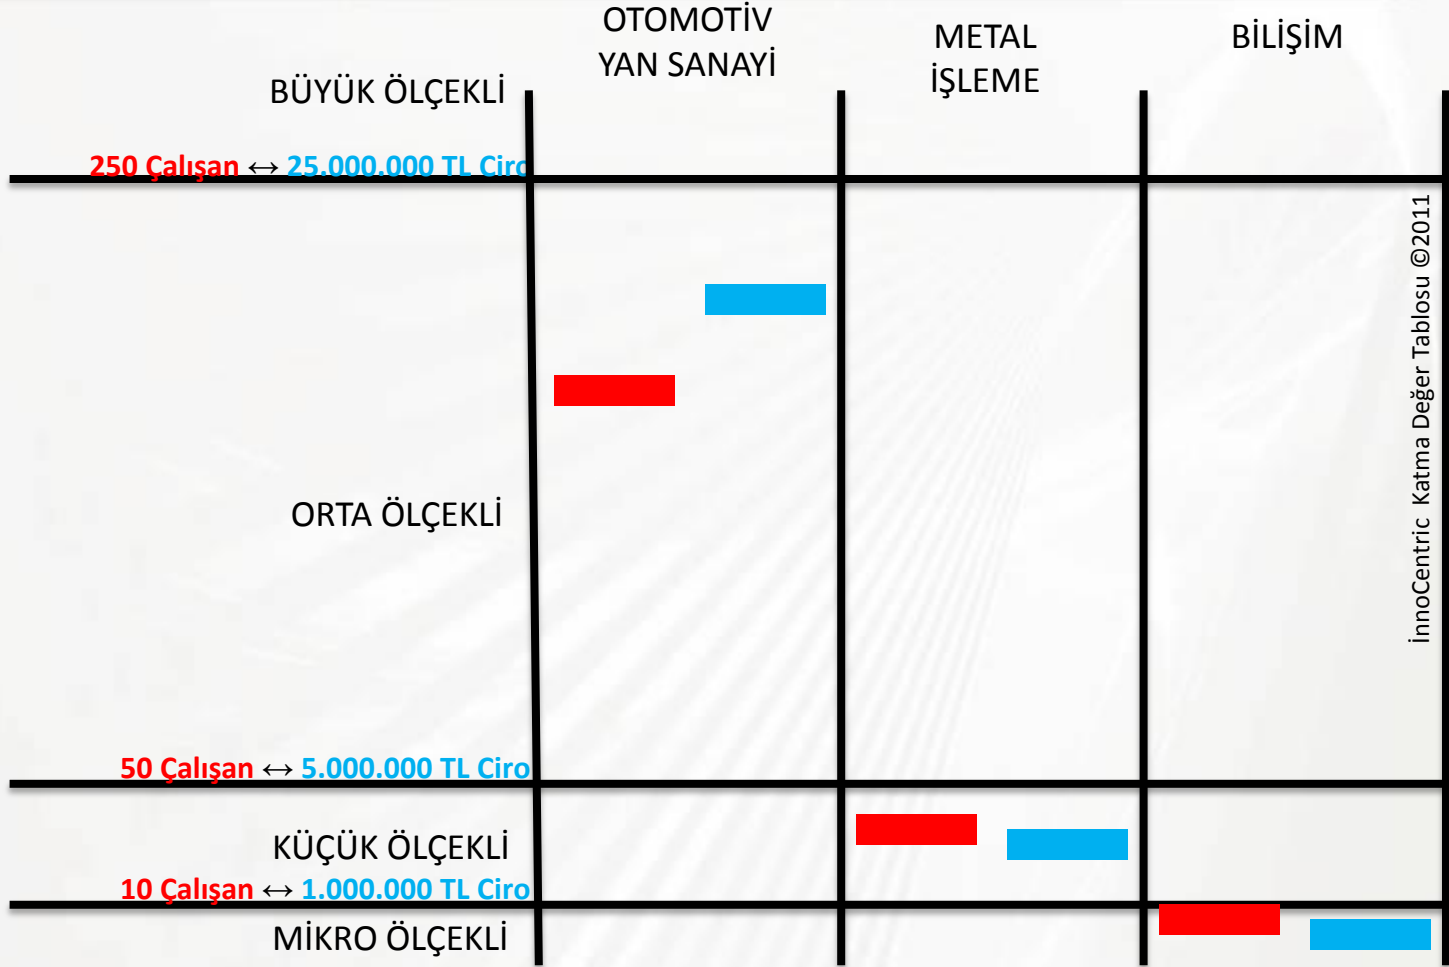 OTOMOTİV
YAN SANAYİ
METAL
İŞLEME
BİLİŞİM
BÜYÜK ÖLÇEKLİ
250 Çalışan ↔ 25.000.000 TL Ciro
ORTA ÖLÇEKLİ
50 Çalışan ↔ 5.000.000 TL Ciro
KÜÇÜK ÖLÇEKLİ
10 Çalışan ↔ 1.000.000 TL Ciro
MİKRO ÖLÇEKLİ
İnnoCentric Katma Değer Tablosu ©2011